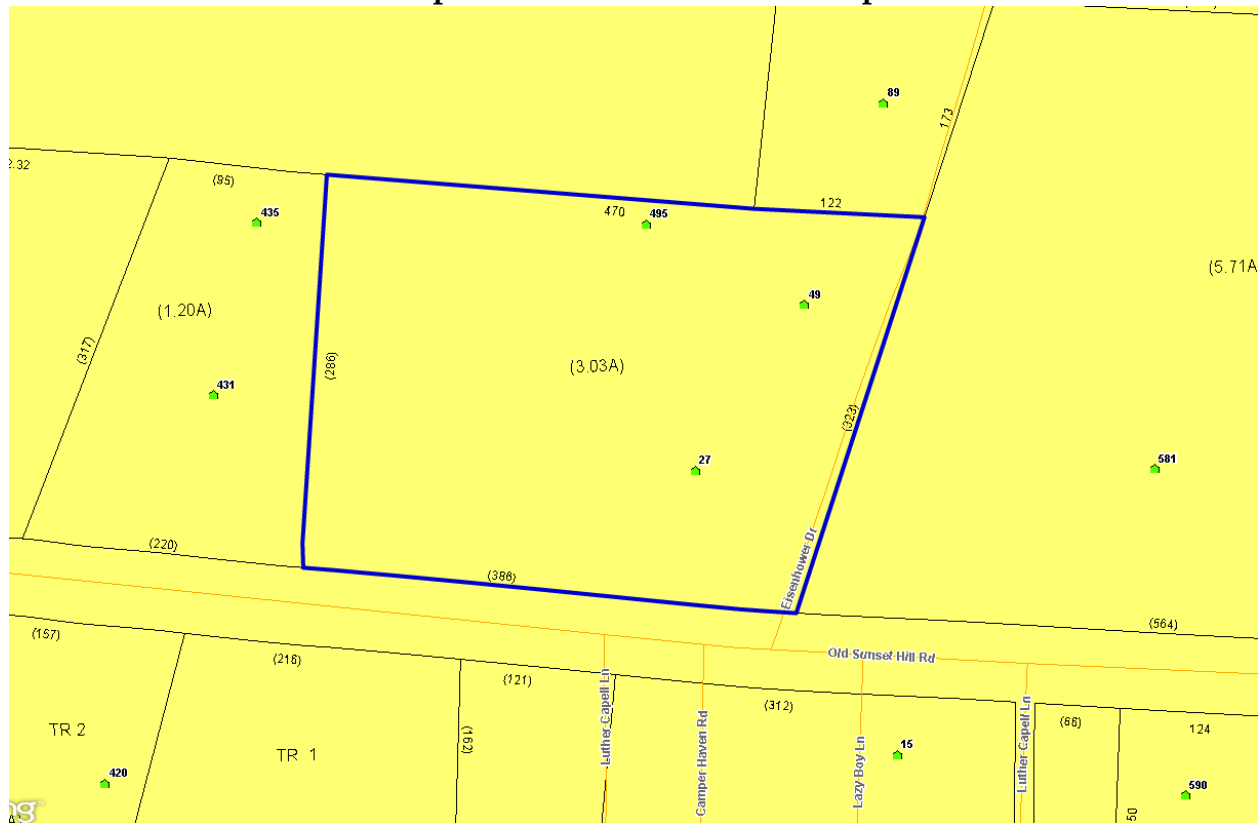 89
173
2.32
(95)
435
122
470
495
(5.71A
49
(1.20A)
(317)
(286)
(3.03A)
431
(323)
27
581
Eisenhower Dr
(220)
(386)
(564)
(157)
Old Sunset Hill Rd
(216)
(121)
Luther Capell Ln
(312)
(66)
124
TR 2
TR 1
(162)
Camper Haven Rd
Lazy Boy Ln
15
Luther Capell Ln
420
590
50